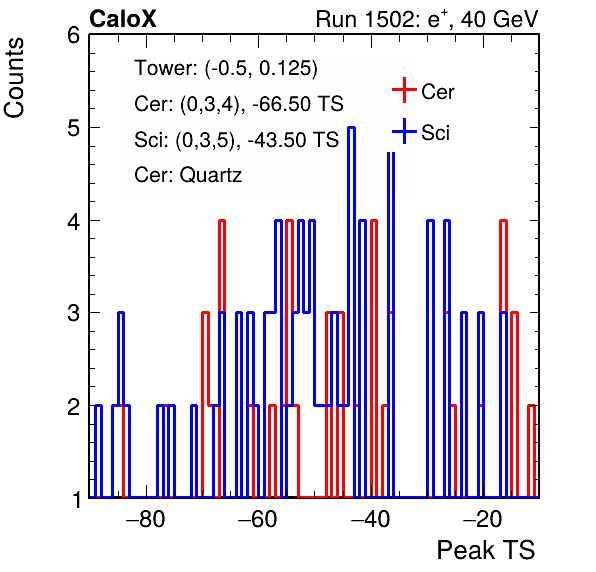 CaloX Run 1502: e⁺, 40 GeV
6
Counts
Tower: (-0.5, 0.125)
Cer: (0,3,4), -66.50 TS
Sci: (0,3,5), -43.50 TS
Cer: Quartz
Cer
Sci
5
4
3
2
1
−80 −60 −40 −20
Peak TS